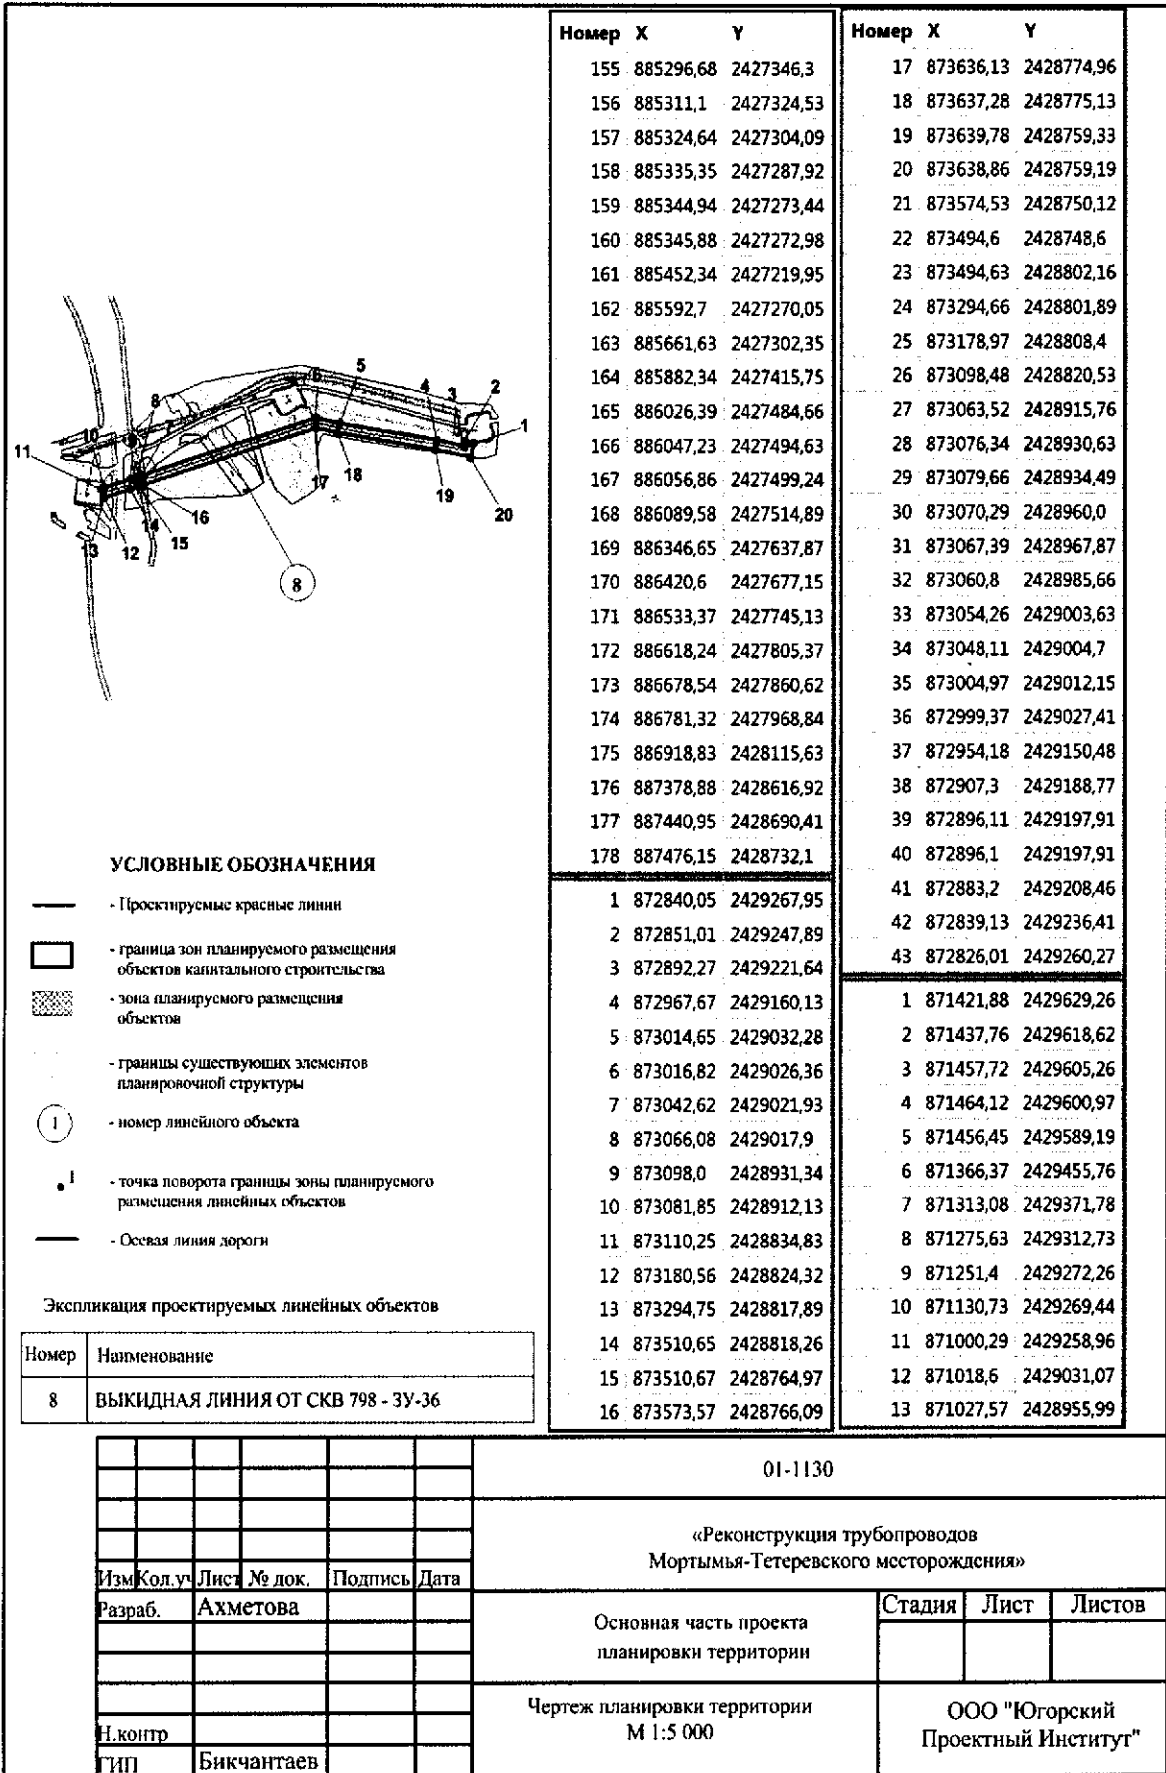 Номер X Y
155 885296,68 2427346,3
156 885311,1 2427324,53
157 885324,64 2427304,09
158 885335,35 2427287,92
159 885344,94 2427273,44
160 885345,88 2427272,98
161 885452,34 2427219,95
162 885592,7 2427270,05
163 885661,63 2427302,35
164 885882,34 2427415,75
165 886026,39 2427484,66
166 886047,23 2427494,63
167 886056,86 2427499,24
168 886089,58 2427514,89
169 886346,65 2427637,87
170 886420,6 2427677,15
171 886533,37 2427745,13
172 886618,24 2427805,37
173 886678,54 2427860,62
174 886781,32 2427968,84
175 886918,83 2428115,63
176 887378,88 2428616,92
177 887440,95 2428690,41
178 887476,15 2428732,1
1 872840,05 2429267,95
2 872851,01 2429247,89
3 872892,27 2429221,64
4 872967,67 2429160,13
5 873014,65 2429032,28
6 873016,82 2429026,36
7 873042,62 2429021,93
8 873066,08 2429017,9
9 873098,0 2428931,34
10 873081,85 2428912,13
11 873110,25 2428834,83
12 873180,56 2428824,32
13 873294,75 2428817,89
14 873510,65 2428818,26
15 873510,67 2428764,97
16 873573,57 2428766,09
Номер X Y
17 873636,13 2428774,96
18 873637,28 2428775,13
19 873639,78 2428759,33
20 873638,86 2428759,19
21 873574,53 2428750,12
22 873494,6 2428748,6
23 873494,63 2428802,16
24 873294,66 2428801,89
25 873178,97 2428808,4
26 873098,48 2428820,53
27 873063,52 2428915,76
28 873076,34 2428930,63
29 873079,66 2428934,49
30 873070,29 2428960,0
31 873067,39 2428967,87
32 873060,8 2428985,66
33 873054,26 2429003,63
34 873048,11 2429004,7
35 873004,97 2429012,15
36 872999,37 2429027,41
37 872954,18 2429150,48
38 872907,3 2429188,77
39 872896,11 2429197,91
40 872896,1 2429197,91
41 872883,2 2429208,46
42 872839,13 2429236,41
43 872826,01 2429260,27
1 871421,88 2429629,26
2 871437,76 2429618,62
3 871457,72 2429605,26
4 871464,12 2429600,97
5 871456,45 2429589,19
6 871366,37 2429455,76
7 871313,08 2429371,78
8 871275,63 2429312,73
9 871251,4 2429272,26
10 871130,73 2429269,44
11 871000,29 2429258,96
12 871018,6 2429031,07
13 871027,57 2428955,99
5
6
4
3
2
1
8
7
10
11
17
18
19
20
14
16
13
12
15
8
УСЛОВНЫЕ ОБОЗНАЧЕНИЯ
- Проектируемые красные линии
- граница зон планируемого размещения
объектов капитального строительства
- зона планируемого размещения
объектов
- границы существующих элементов
планировочной структуры
1 - номер линейного объекта
1 - точка поворота границы зоны планируемого
размещения линейных объектов
- Осевая линия дороги
Экспликация проектируемых линейных объектов
Номер Наименование
8 ВЫКИДНАЯ ЛИНИЯ ОТ СКВ 798 - ЗУ-36
01-1130
«Реконструкция трубопроводов
Мортымья-Тетеревского месторождения»
Изм Кол.уч Лист № док. Подпись Дата
Разраб. Ахметова
Основная часть проекта
планировки территории
Стадия Лист Листов
Чертеж планировки территории
М 1:5 000
ООО "Югорский
Проектный Институт"
Н.контр
ГИП Бикчантаев